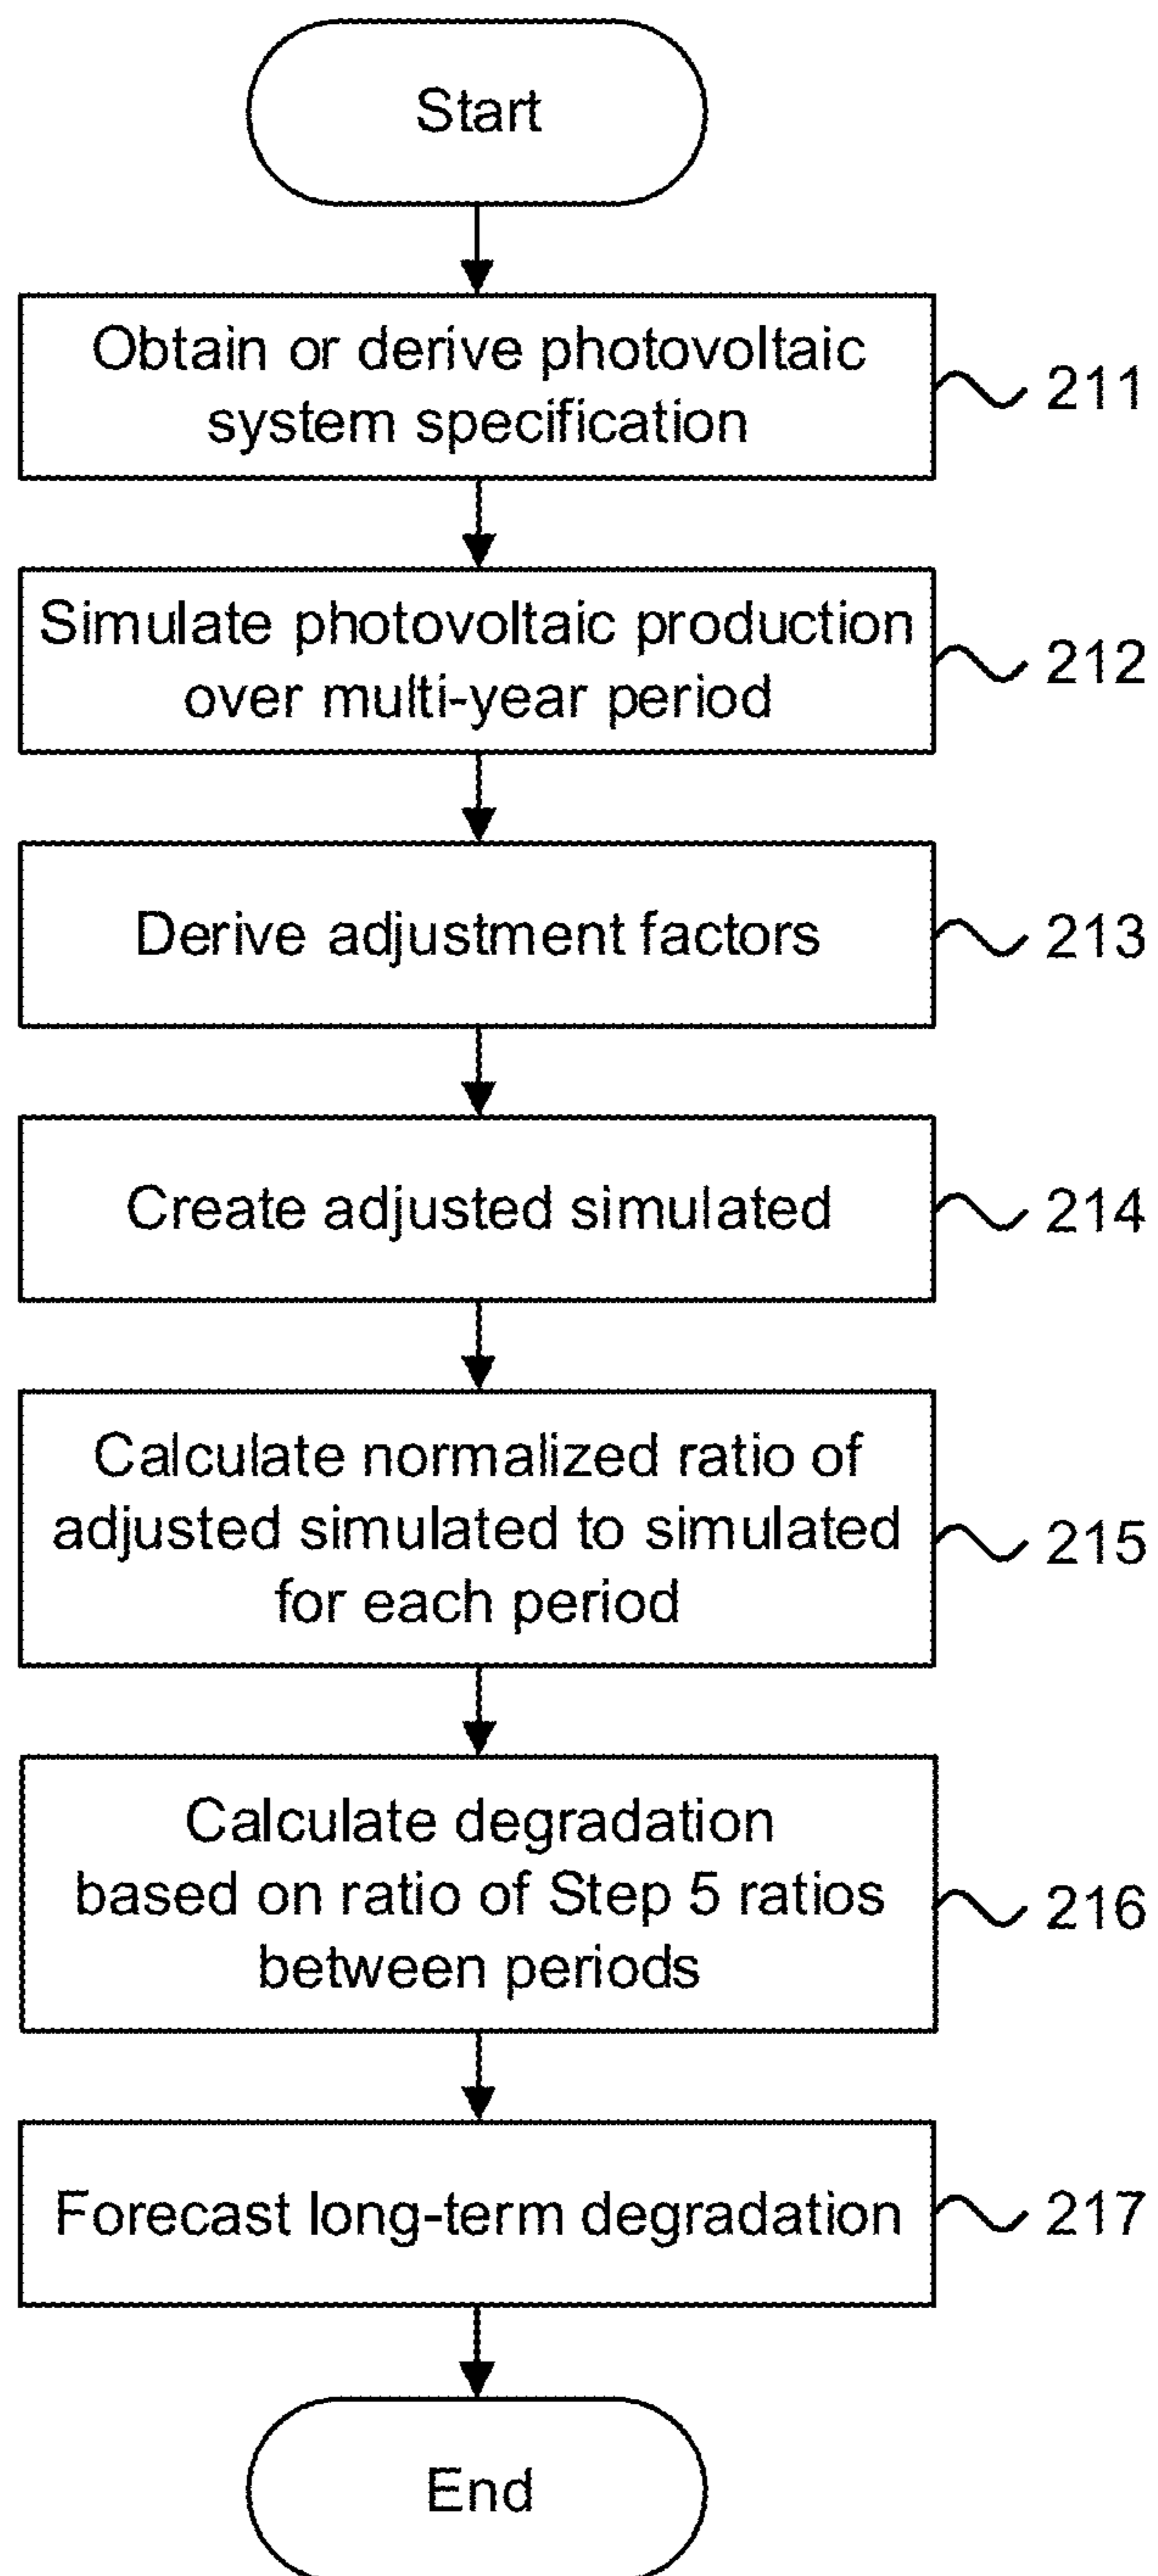 Start
Obtain or derive photovoltaic
system specification
211
Simulate photovoltaic production
over multi-year period
212
Derive adjustment factors
213
Create adjusted simulated
214
Calculate normalized ratio of
adjusted simulated to simulated
for each period
215
Calculate degradation
based on ratio of Step 5 ratios
between periods
216
Forecast long-term degradation
217
End